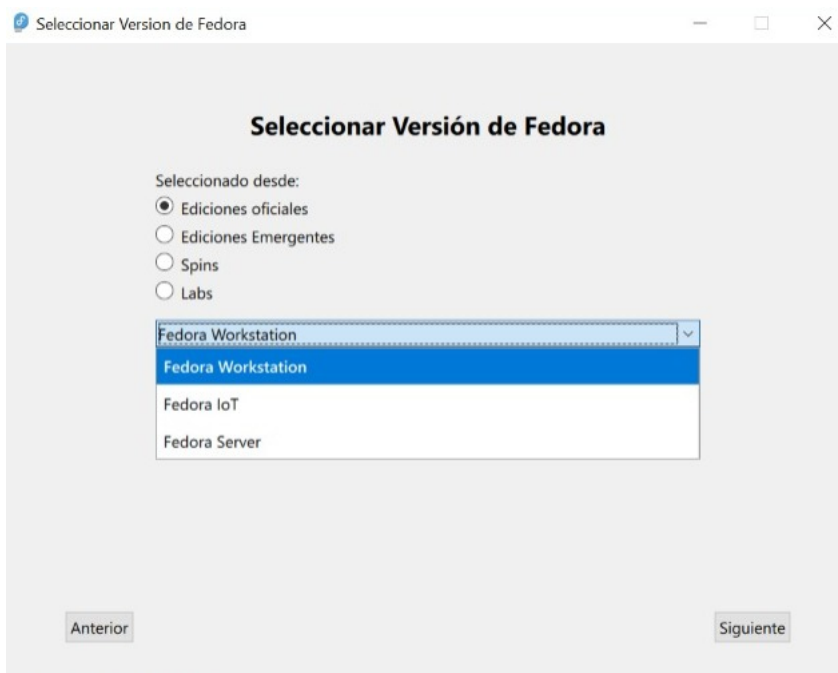 Seleccionar Version de Fedora
Seleccionar Versión de Fedora
Seleccionado desde:
Ediciones oficiales
Ediciones Emergentes
Spins
Labs
Fedora Workstation
Fedora Workstation
Fedora IoT
Fedora Server
Anterior
Siguiente